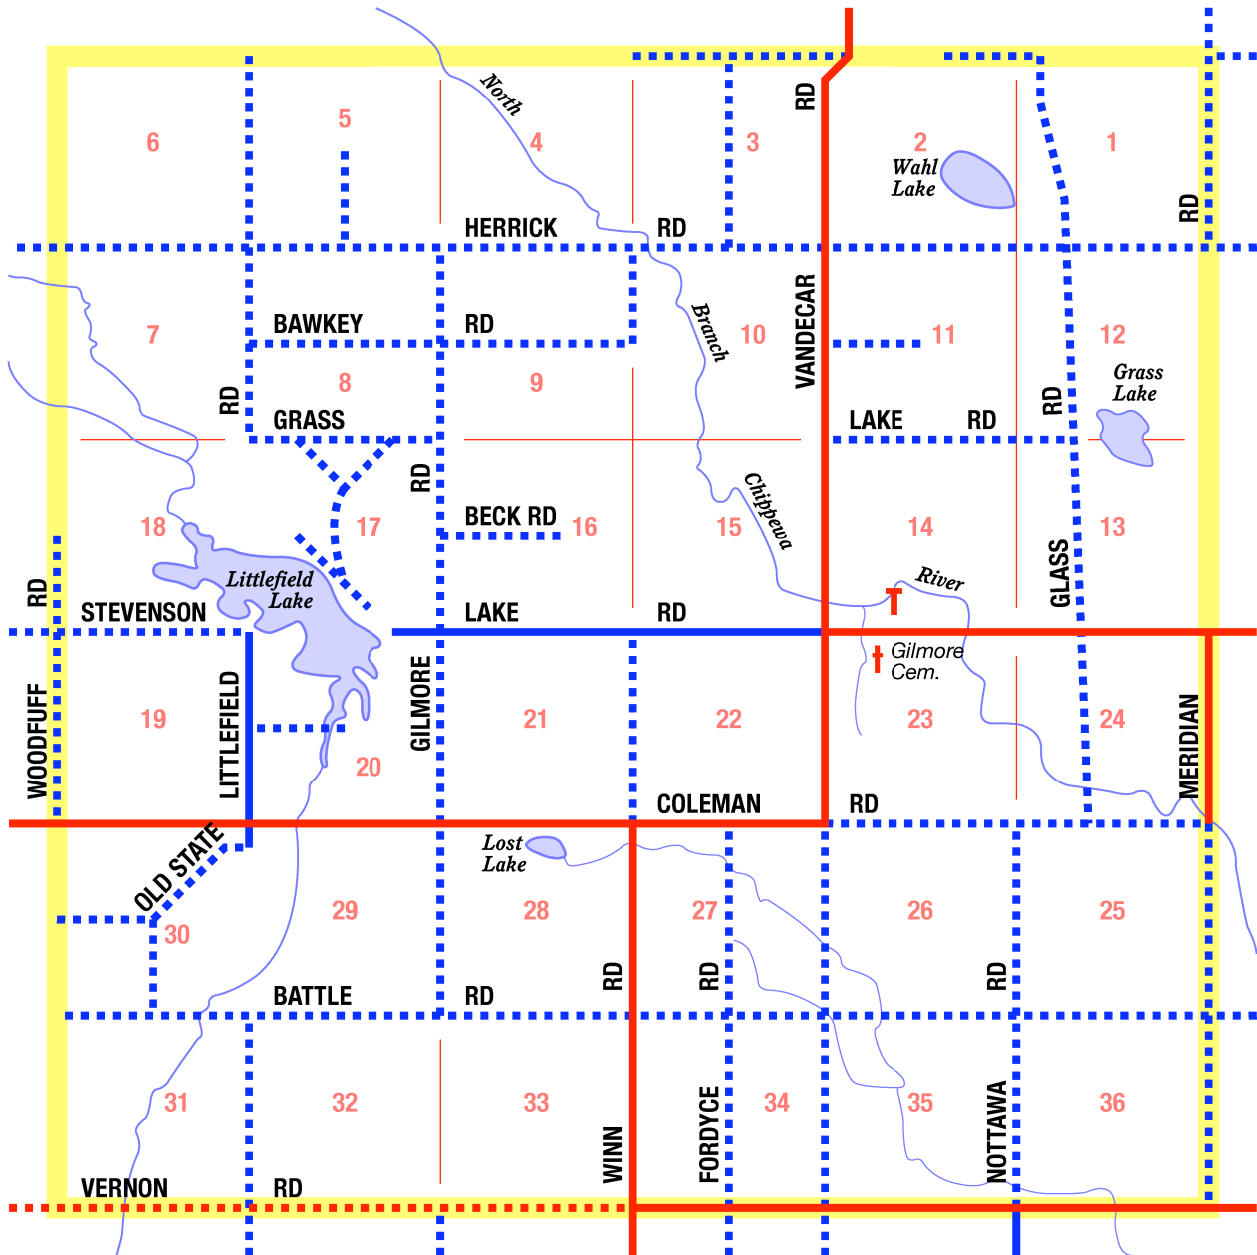 North
RD
5
6
4
3
2
1
Wahl
Lake
RD
HERRICK RD
Branch
VANDECAR
BAWKEY RD
7
10
11
12
8
9
Grass
Lake
RD
RD
GRASS
LAKE RD
RD
Chippewa
BECK RD
18
17
16
15
14
13
GLASS
Littlefield
Lake
River
RD
STEVENSON
LAKE RD
Gilmore
Cem.
WOODFUFF
LITTLEFIELD
GILMORE
MERIDIAN
19
21
22
23
24
20
COLEMAN RD
OLD STATE
Lost
Lake
29
28
27
26
25
30
RD
RD
RD
BATTLE RD
31
32
33
34
35
36
WINN
FORDYCE
NOTTAWA
VERNON RD